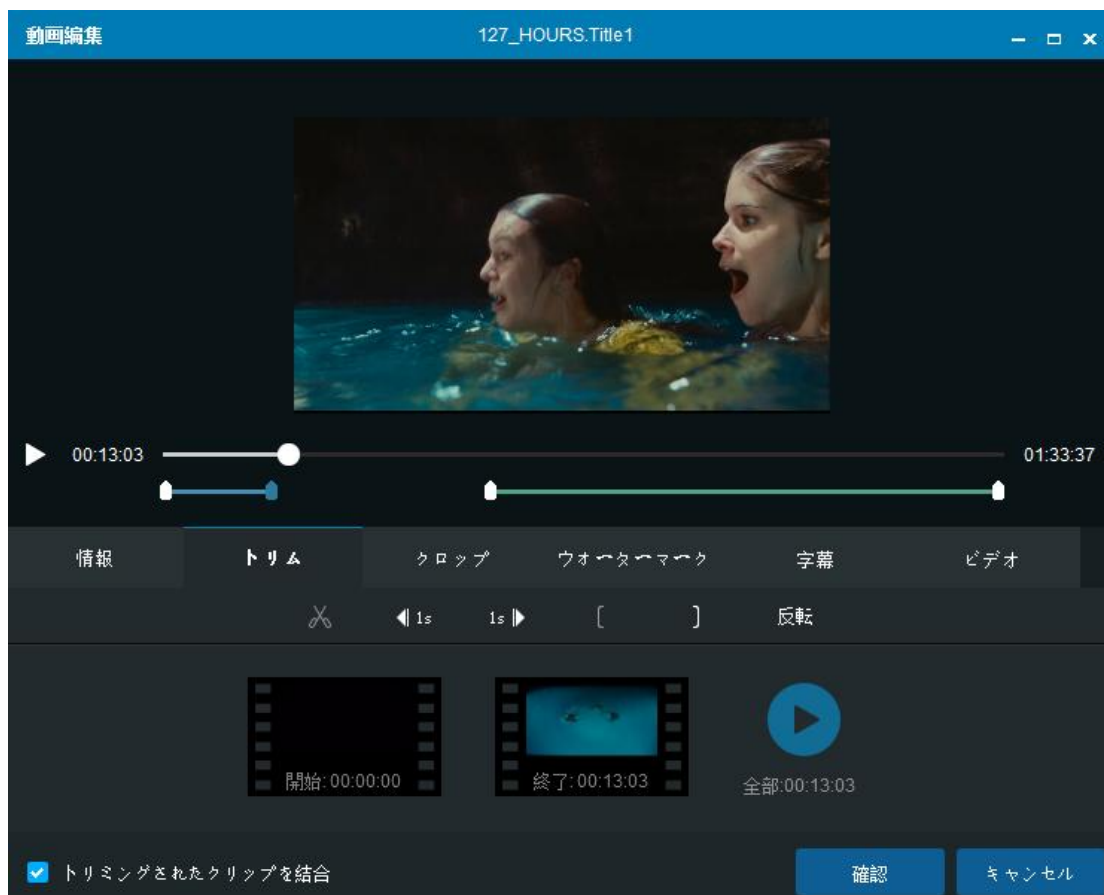 動画編集 127_HOURS.Title1
00:13:03 01:33:37
情報 トリム クロップ ウオーターマーク 字幕 ビデオ
1s 1s [ ] 反転
開始:00:00:00 終了:00:13:03 全部:00:13:03
トリミングされたクリップを結合 確認 キャンセル